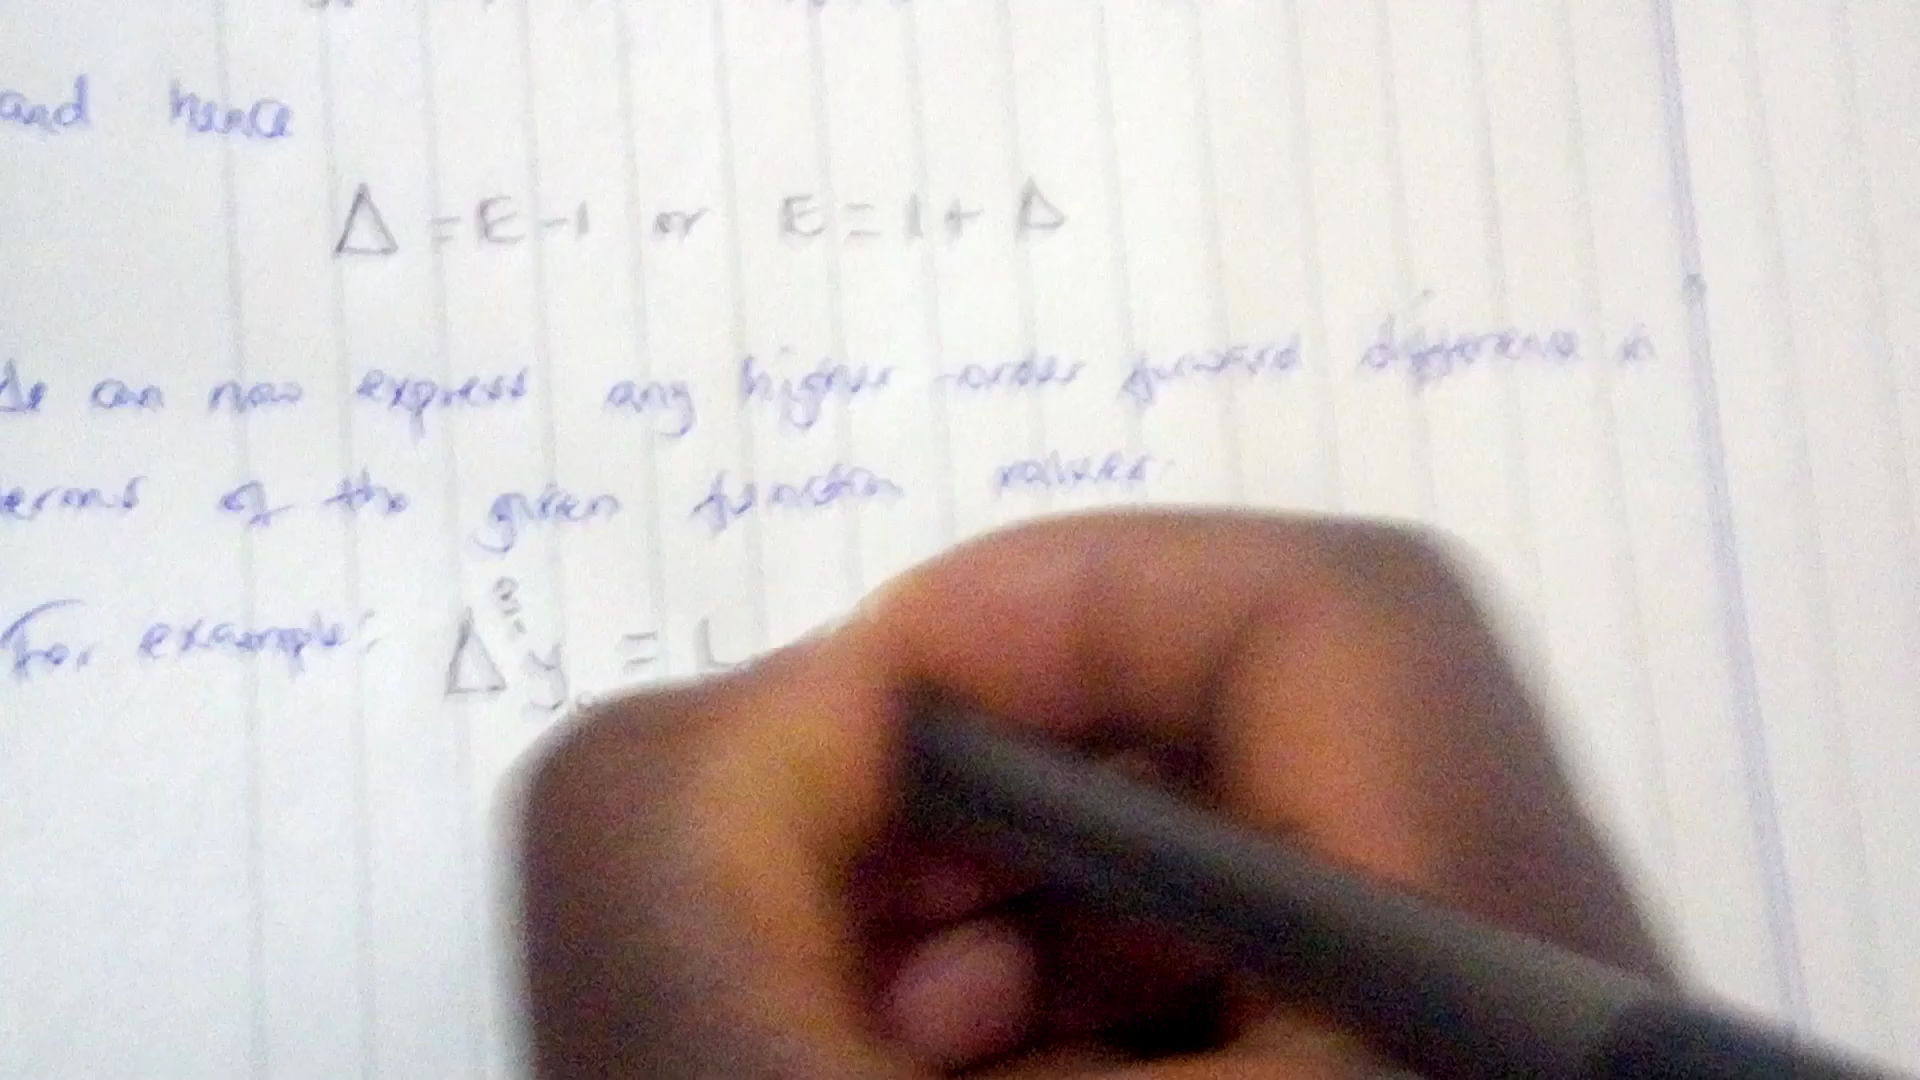 and hence
Δ = E - 1 or E = 1 + Δ
We can now express any higher order forward difference in
terms of the given function values.
For example: Δ³y₀ =